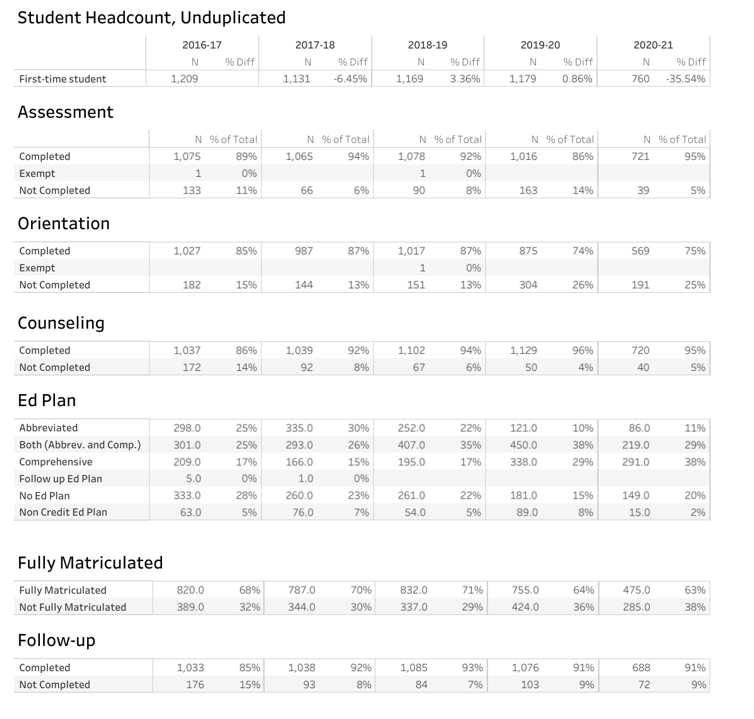 Student Headcount, Unduplicated
2016-17 2017-18 2018-19 2019-20 2020-21
N % Diff N % Diff N % Diff N % Diff N % Diff
First-time student 1,209 1,131 -6.45% 1,169 3.36% 1,179 0.86% 760 -35.54%
Assessment
N % of Total N % of Total N % of Total N % of Total N % of Total
Completed 1,075 89% 1,065 94% 1,078 92% 1,016 86% 721 95%
Exempt 1 0% 1 0%
Not Completed 133 11% 66 6% 90 8% 163 14% 39 5%
Orientation
Completed 1,027 85% 987 87% 1,017 87% 875 74% 569 75%
Exempt 1 0%
Not Completed 182 15% 144 13% 151 13% 304 26% 191 25%
Counseling
Completed 1,037 86% 1,039 92% 1,102 94% 1,129 96% 720 95%
Not Completed 172 14% 92 8% 67 6% 50 4% 40 5%
Ed Plan
Abbreviated 298.0 25% 335.0 30% 252.0 22% 121.0 10% 86.0 11%
Both (Abbrev. and Comp.) 301.0 25% 293.0 26% 407.0 35% 450.0 38% 219.0 29%
Comprehensive 209.0 17% 166.0 15% 195.0 17% 338.0 29% 291.0 38%
Follow up Ed Plan 5.0 0% 1.0 0%
No Ed Plan 333.0 28% 260.0 23% 261.0 22% 181.0 15% 149.0 20%
Non Credit Ed Plan 63.0 5% 76.0 7% 54.0 5% 89.0 8% 15.0 2%
Fully Matriculated
Fully Matriculated 820.0 68% 787.0 70% 832.0 71% 755.0 64% 475.0 63%
Not Fully Matriculated 389.0 32% 344.0 30% 337.0 29% 424.0 36% 285.0 38%
Follow-up
Completed 1,033 85% 1,038 92% 1,085 93% 1,076 91% 688 91%
Not Completed 176 15% 93 8% 84 7% 103 9% 72 9%